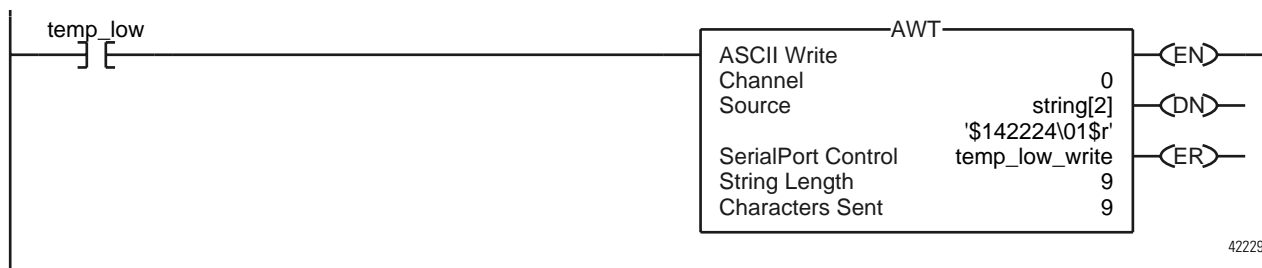 temp_low
AWT
ASCII Write
EN
Channel 0
Source string[2]
DN
'$142224\01$r'
SerialPort Control temp_low_write
ER
String Length 9
Characters Sent 9
42229